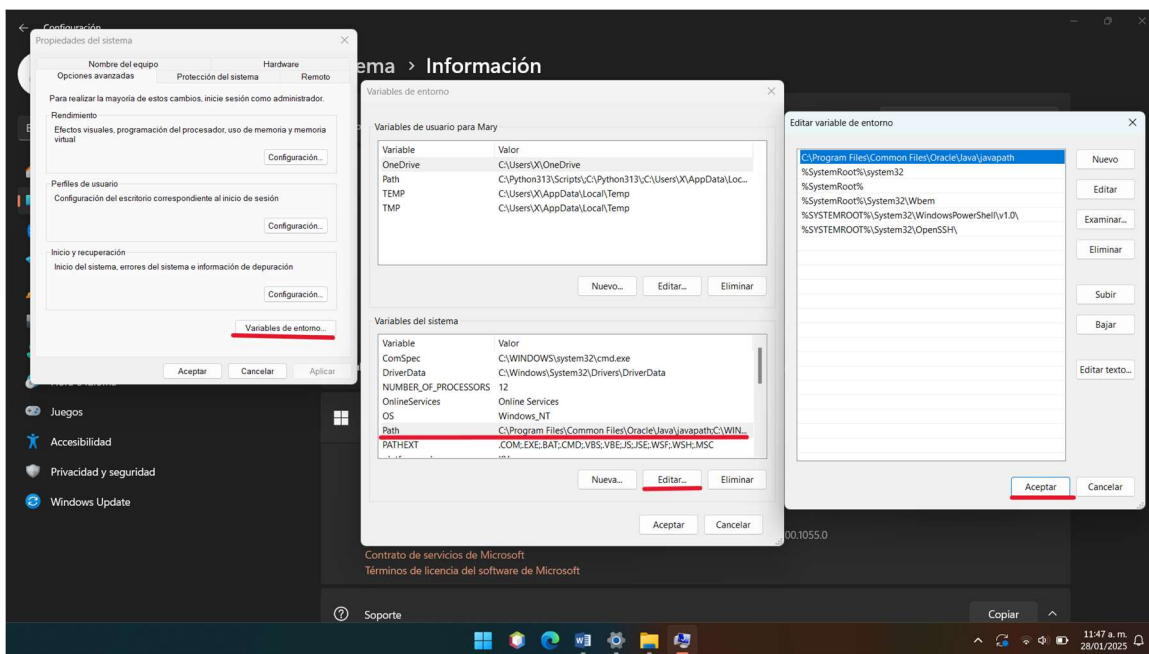 Configuración
ema > Información
Propiedades del sistema
Nombre del equipo
Hardware
Opciones avanzadas
Protección del sistema
Remoto
Para realizar la mayoría de estos cambios, inicie sesión como administrador.
Rendimiento
Efectos visuales, programación del procesador, uso de memoria y memoria
virtual
Configuración...
Perfiles de usuario
Configuración del escritorio correspondiente al inicio de sesión
Configuración...
Inicio y recuperación
Inicio del sistema, errores del sistema e información de depuración
Configuración...
Variables de entorno...
Aceptar
Cancelar
Aplicar
Juegos
Accesibilidad
Privacidad y seguridad
Windows Update
Variables de entorno
Variables de usuario para Mary
Variable Valor
OneDrive C:\Users\X\OneDrive
Path C:\Python313\Scripts\;C:\Python313\;C:\Users\X\AppData\Loc...
TEMP C:\Users\X\AppData\Local\Temp
TMP C:\Users\X\AppData\Local\Temp
Nuevo... Editar... Eliminar
Variables del sistema
Variable Valor
ComSpec C:\WINDOWS\system32\cmd.exe
DriverData C:\Windows\System32\Drivers\DriverData
NUMBER_OF_PROCESSORS 12
OnlineServices Online Services
OS Windows_NT
Path C:\Program Files\Common Files\Oracle\Java\javapath;C:\WIN...
PATHEXT .COM;.EXE;.BAT;.CMD;.VBS;.VBE;.JS;.JSE;.WSF;.WSH;.MSC
Nueva... Editar... Eliminar
Aceptar Cancelar
Editar variable de entorno
C:\Program Files\Common Files\Oracle\Java\javapath
%SystemRoot%\system32
%SystemRoot%
%SystemRoot%\System32\Wbem
%SYSTEMROOT%\System32\WindowsPowerShell\v1.0\
%SYSTEMROOT%\System32\OpenSSH\
Nuevo
Editar
Examinar...
Eliminar
Subir
Bajar
Editar texto...
Aceptar Cancelar
00.1055.0
Contrato de servicios de Microsoft
Términos de licencia del software de Microsoft
Soporte
Copiar
11:47 a. m.
28/01/2025